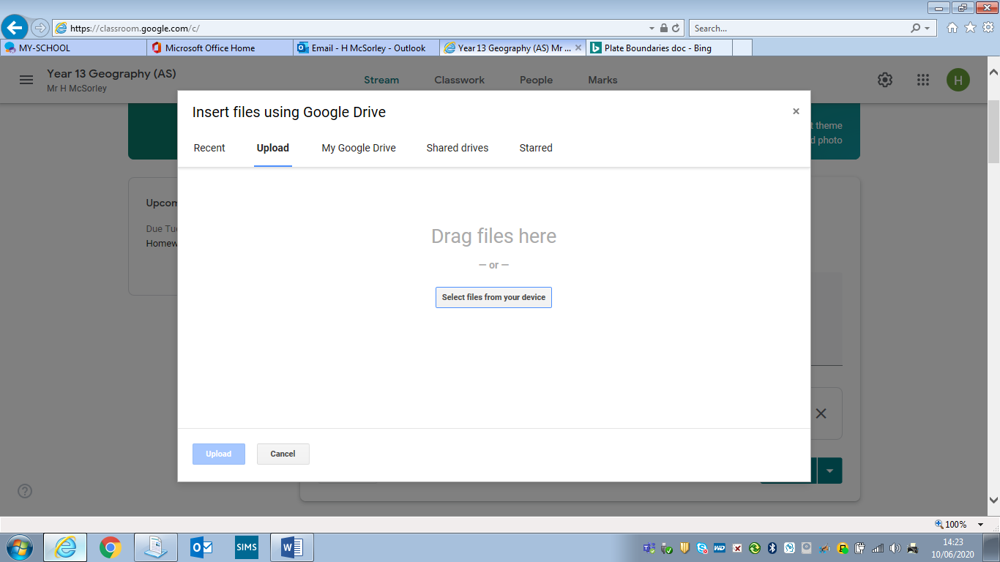 https://classroom.google.com/c/
Search...
MY-SCHOOL
Microsoft Office Home
Email - H McSorley - Outlook
Year 13 Geography (AS) Mr ...
Plate Boundaries doc - Bing
Year 13 Geography (AS)
Mr H McSorley
Stream
Classwork
People
Marks
H
Insert files using Google Drive
t theme
d photo
Recent
Upload
My Google Drive
Shared drives
Starred
Upcom
Due Tue
Homew
Drag files here
— or —
Select files from your device
Upload
Cancel
100%
SIMS
14:23
10/06/2020